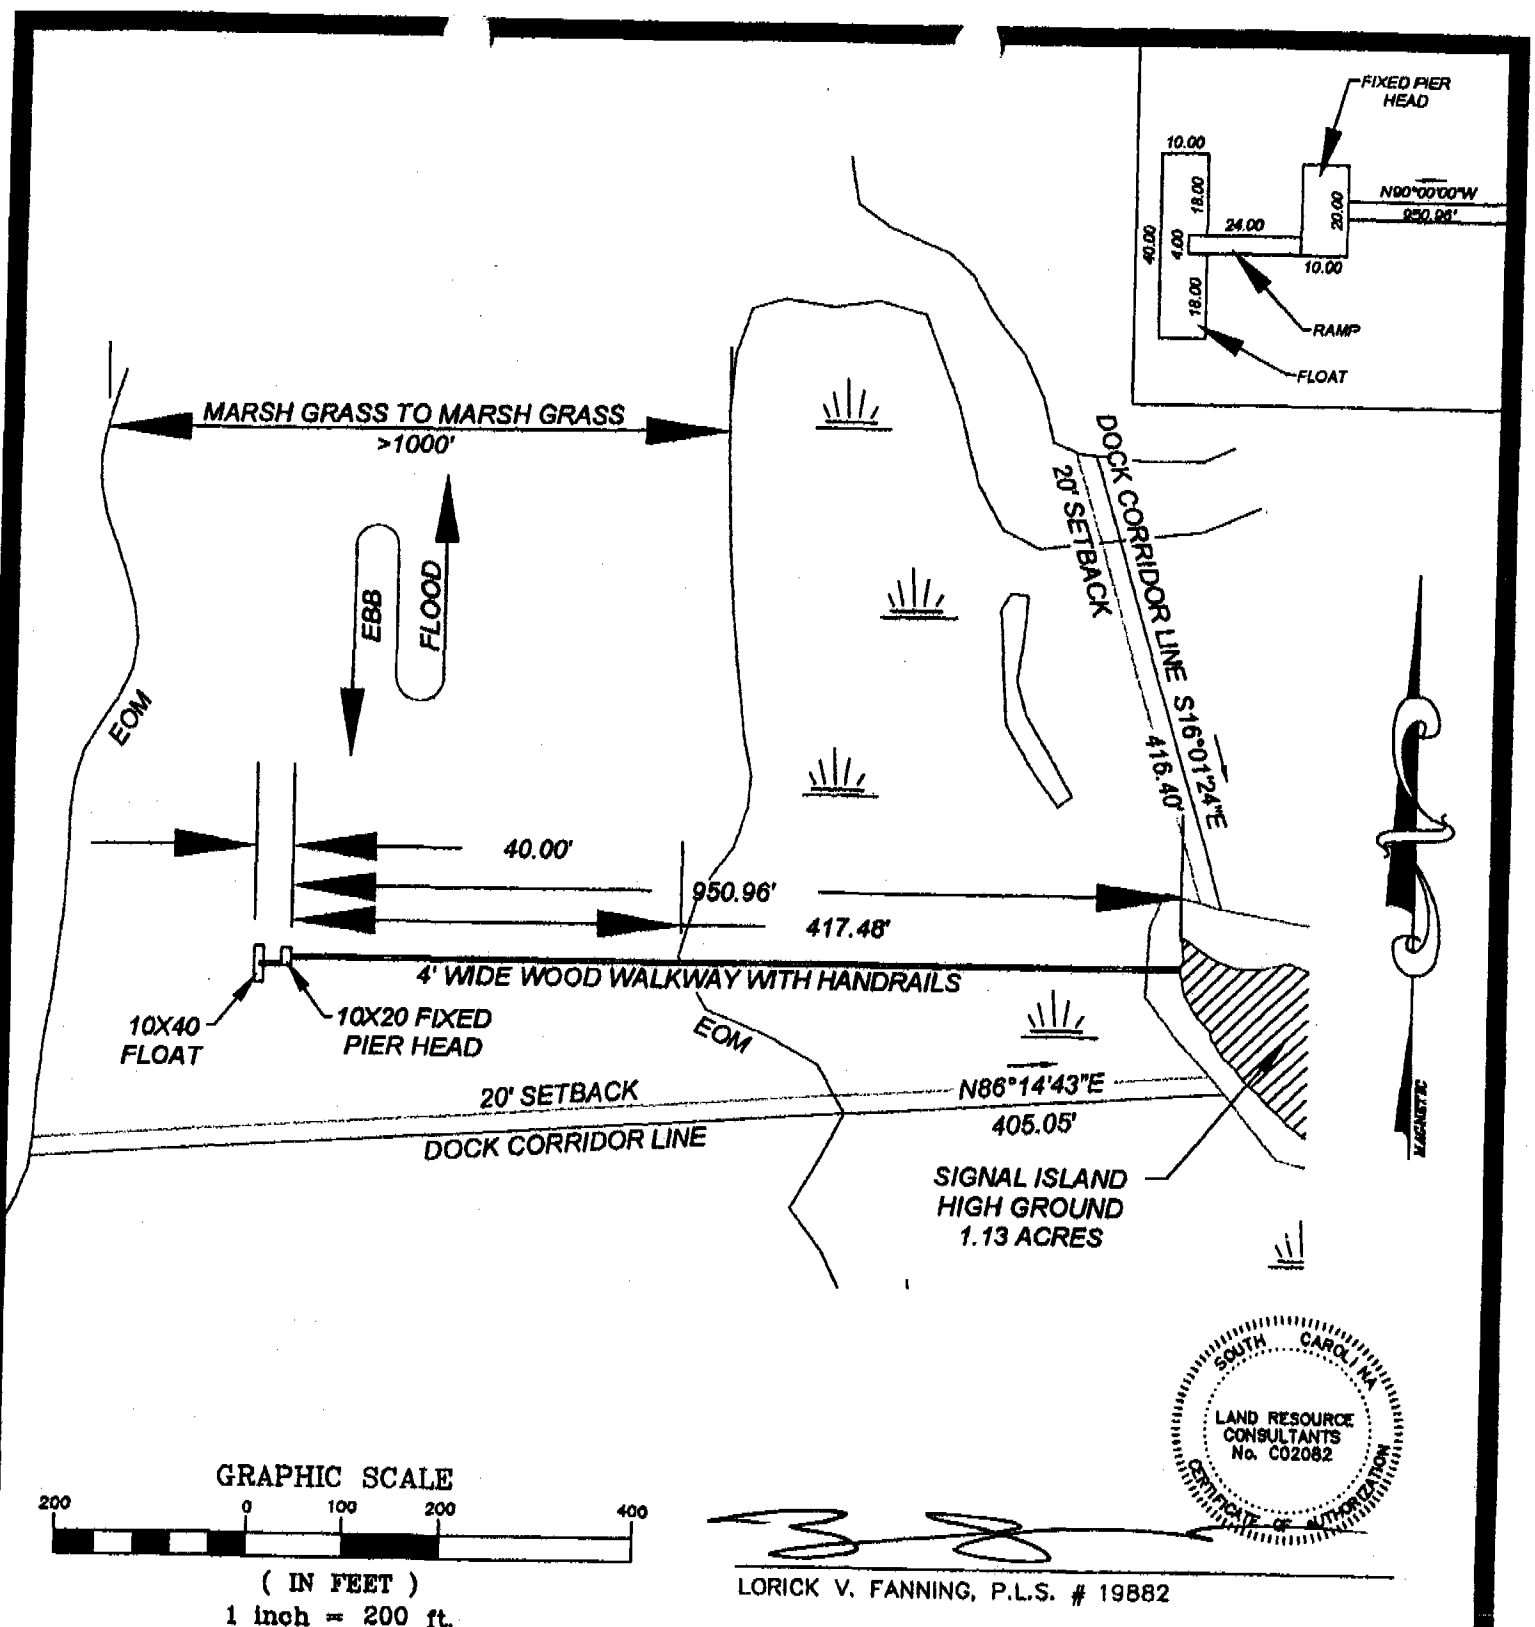 FIXED PIER
HEAD
10.00
18.00
40.00
4.00
18.00
24.00
20.00
10.00
N90°00'00"W
950.96'
RAMP
FLOAT
MARSH GRASS TO MARSH GRASS
>1000'
EBB
FLOOD
EOM
DOCK CORRIDOR LINE S16°01'24"E
20' SETBACK
416.40'
40.00'
950.96'
417.48'
4' WIDE WOOD WALKWAY WITH HANDRAILS
10X40
FLOAT
10X20 FIXED
PIER HEAD
EOM
20' SETBACK
N86°14'43"E
DOCK CORRIDOR LINE
405.05'
SIGNAL ISLAND
HIGH GROUND
1.13 ACRES
MAGNETIC
SOUTH CAROLINA
LAND RESOURCE
CONSULTANTS
No. C02082
CERTIFICATE OF AUTHORIZATION
GRAPHIC SCALE
200 0 100 200 400
( IN FEET )
1 inch = 200 ft.
LORICK V. FANNING, P.L.S. # 19882